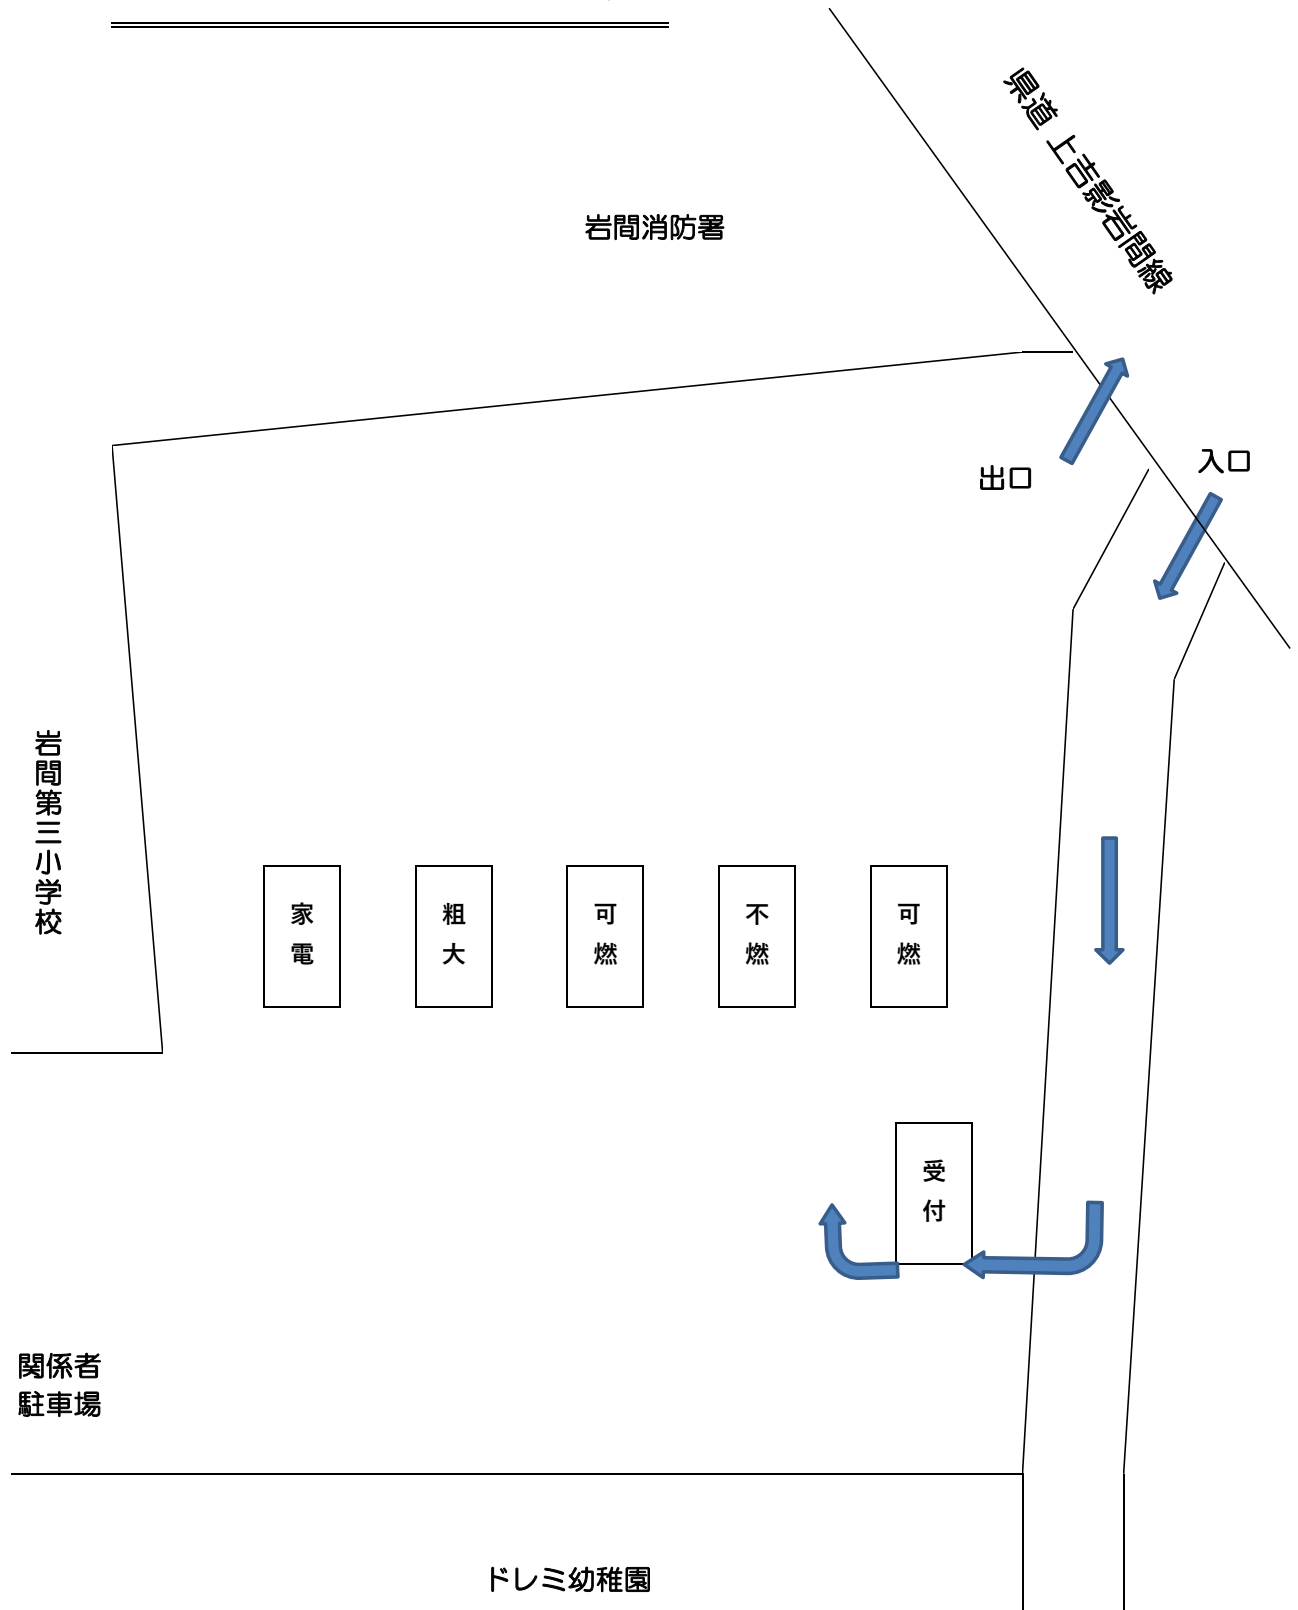 県道 上吉影岩間線
岩間消防署
入口
出口
岩間第三小学校
家電
粗大
可燃
不燃
可燃
受付
関係者
駐車場
ドレミ幼稚園